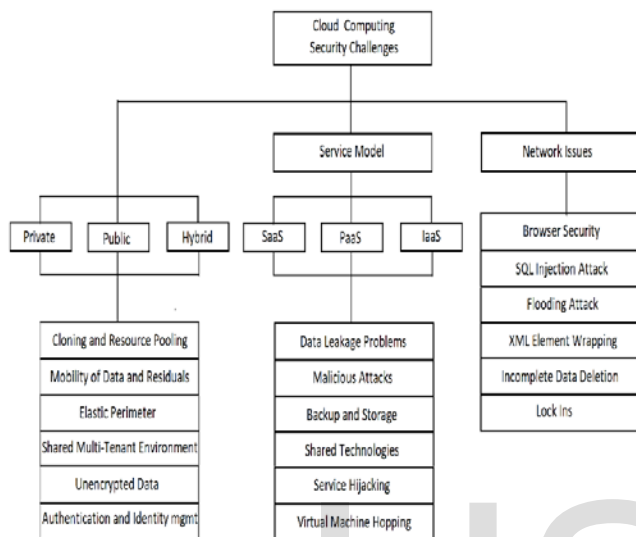 Cloud Computing
Security Challenges
Service Model
Network Issues
Private
Public
Hybrid
SaaS
PaaS
IaaS
Cloning and Resource Pooling
Mobility of Data and Residuals
Elastic Perimeter
Shared Multi-Tenant Environment
Unencrypted Data
Authentication and Identity mgmt
Data Leakage Problems
Malicious Attacks
Backup and Storage
Shared Technologies
Service Hijacking
Virtual Machine Hopping
Browser Security
SQL Injection Attack
Flooding Attack
XML Element Wrapping
Incomplete Data Deletion
Lock Ins